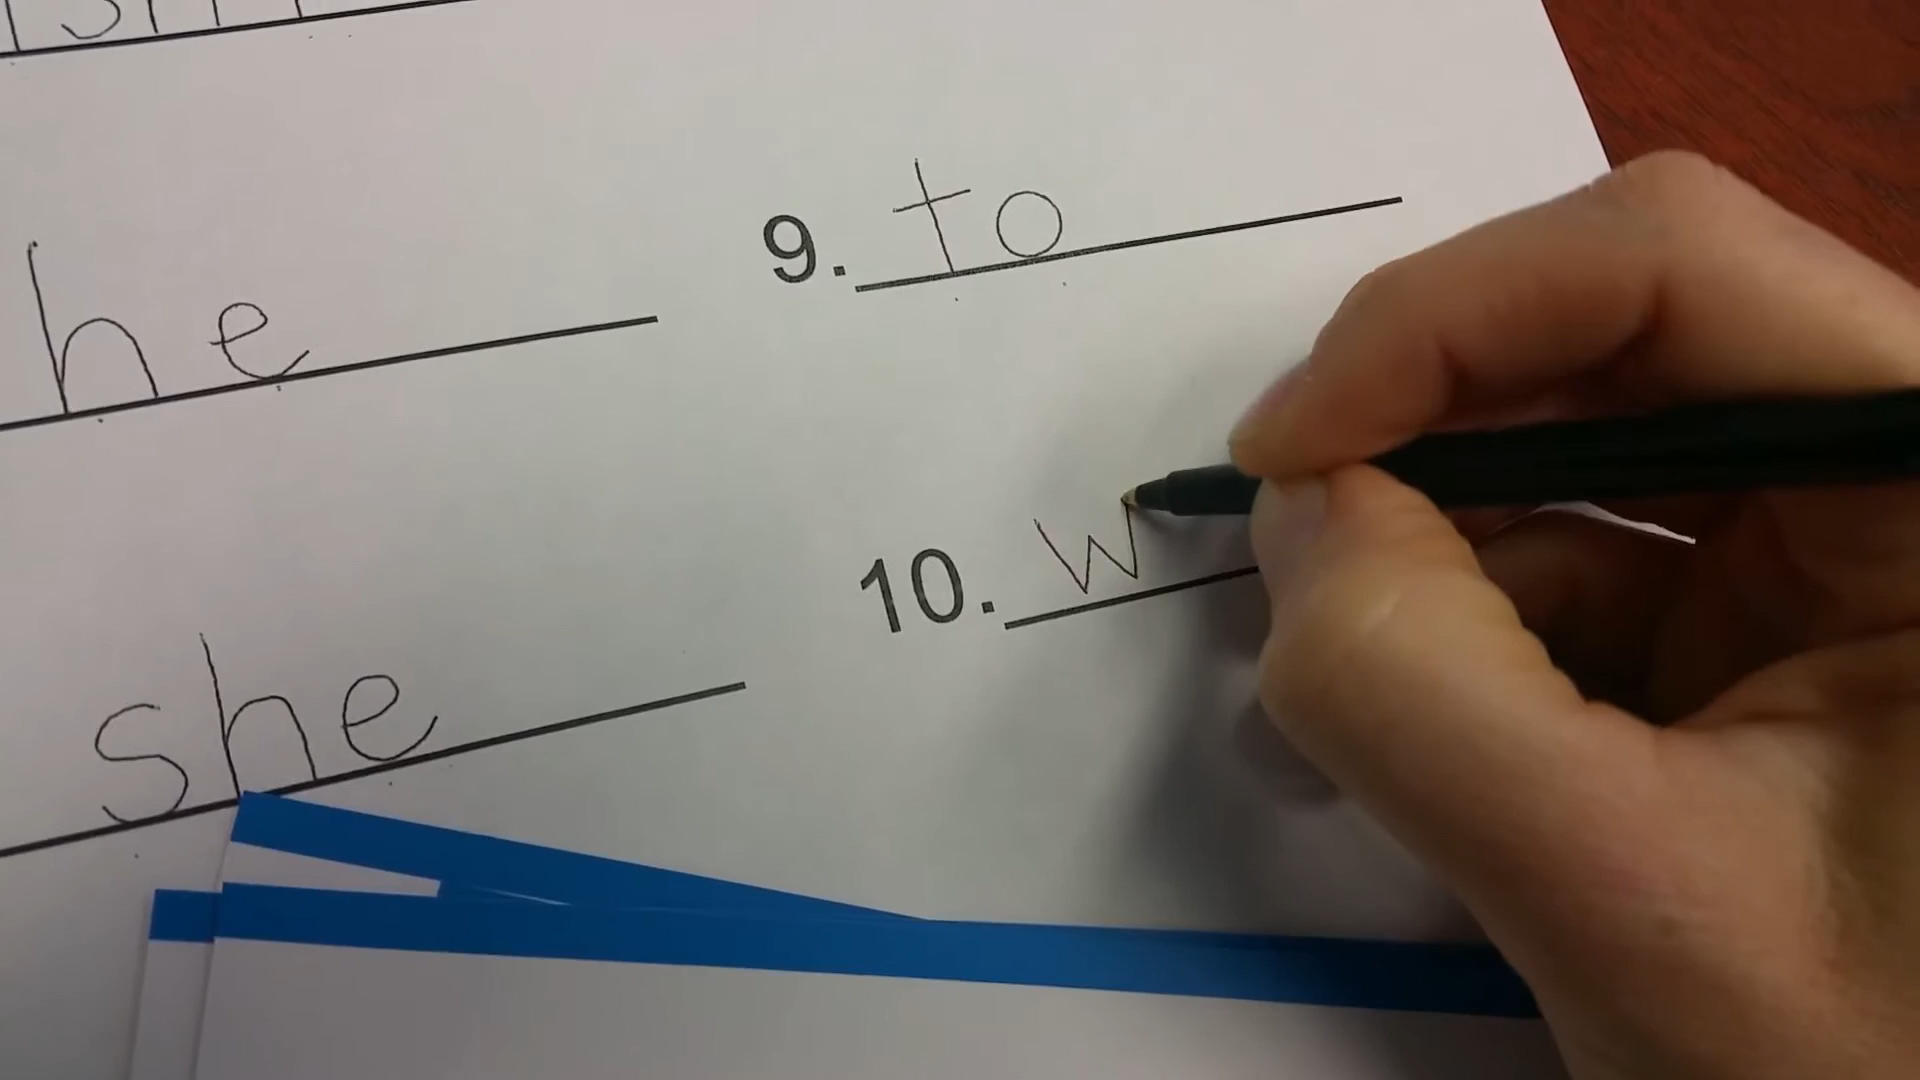 he
she
9. to
10. w